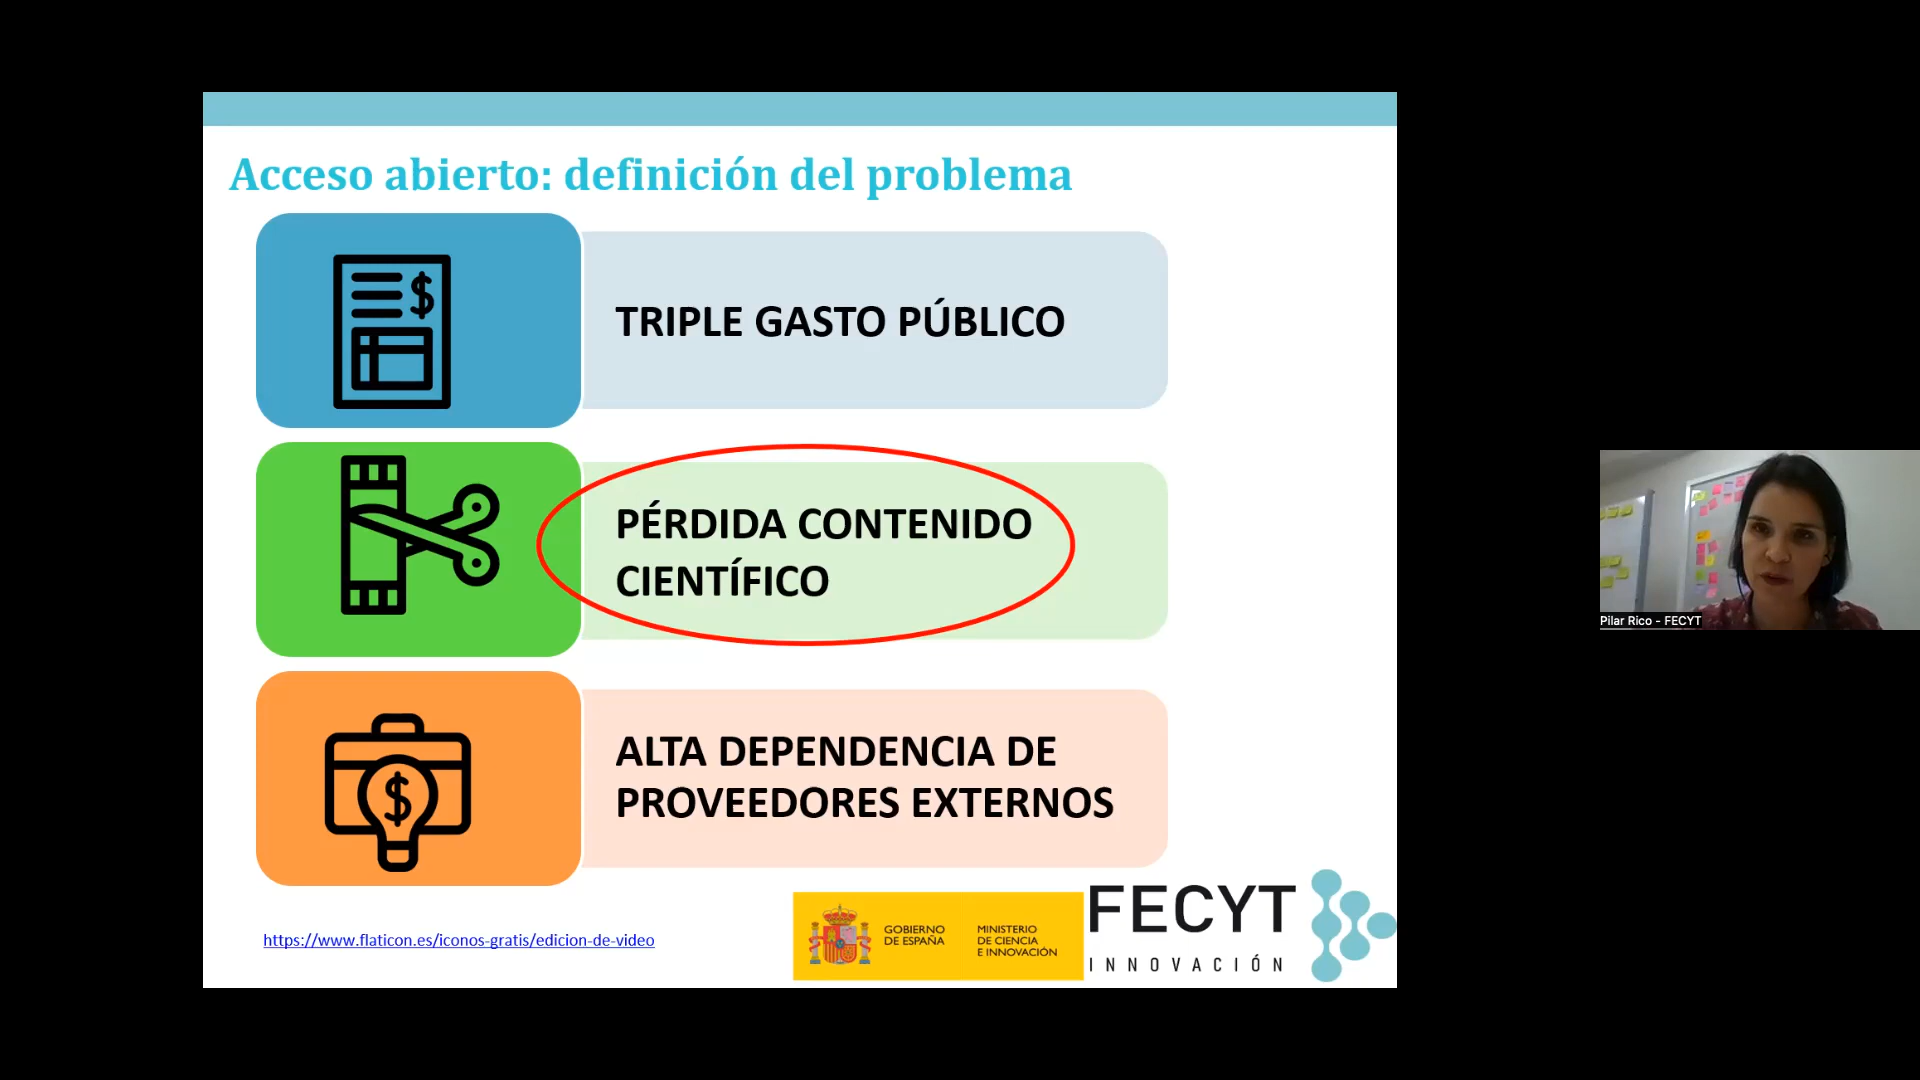 Acceso abierto: definición del problema
TRIPLE GASTO PÚBLICO
PÉRDIDA CONTENIDO
CIENTÍFICO
ALTA DEPENDENCIA DE
PROVEEDORES EXTERNOS
https://www.flaticon.es/iconos-gratis/edicion-de-video
GOBIERNO
DE ESPAÑA
MINISTERIO
DE CIENCIA
E INNOVACIÓN
FECYT
INNOVACIÓN
Pilar Rico - FECYT